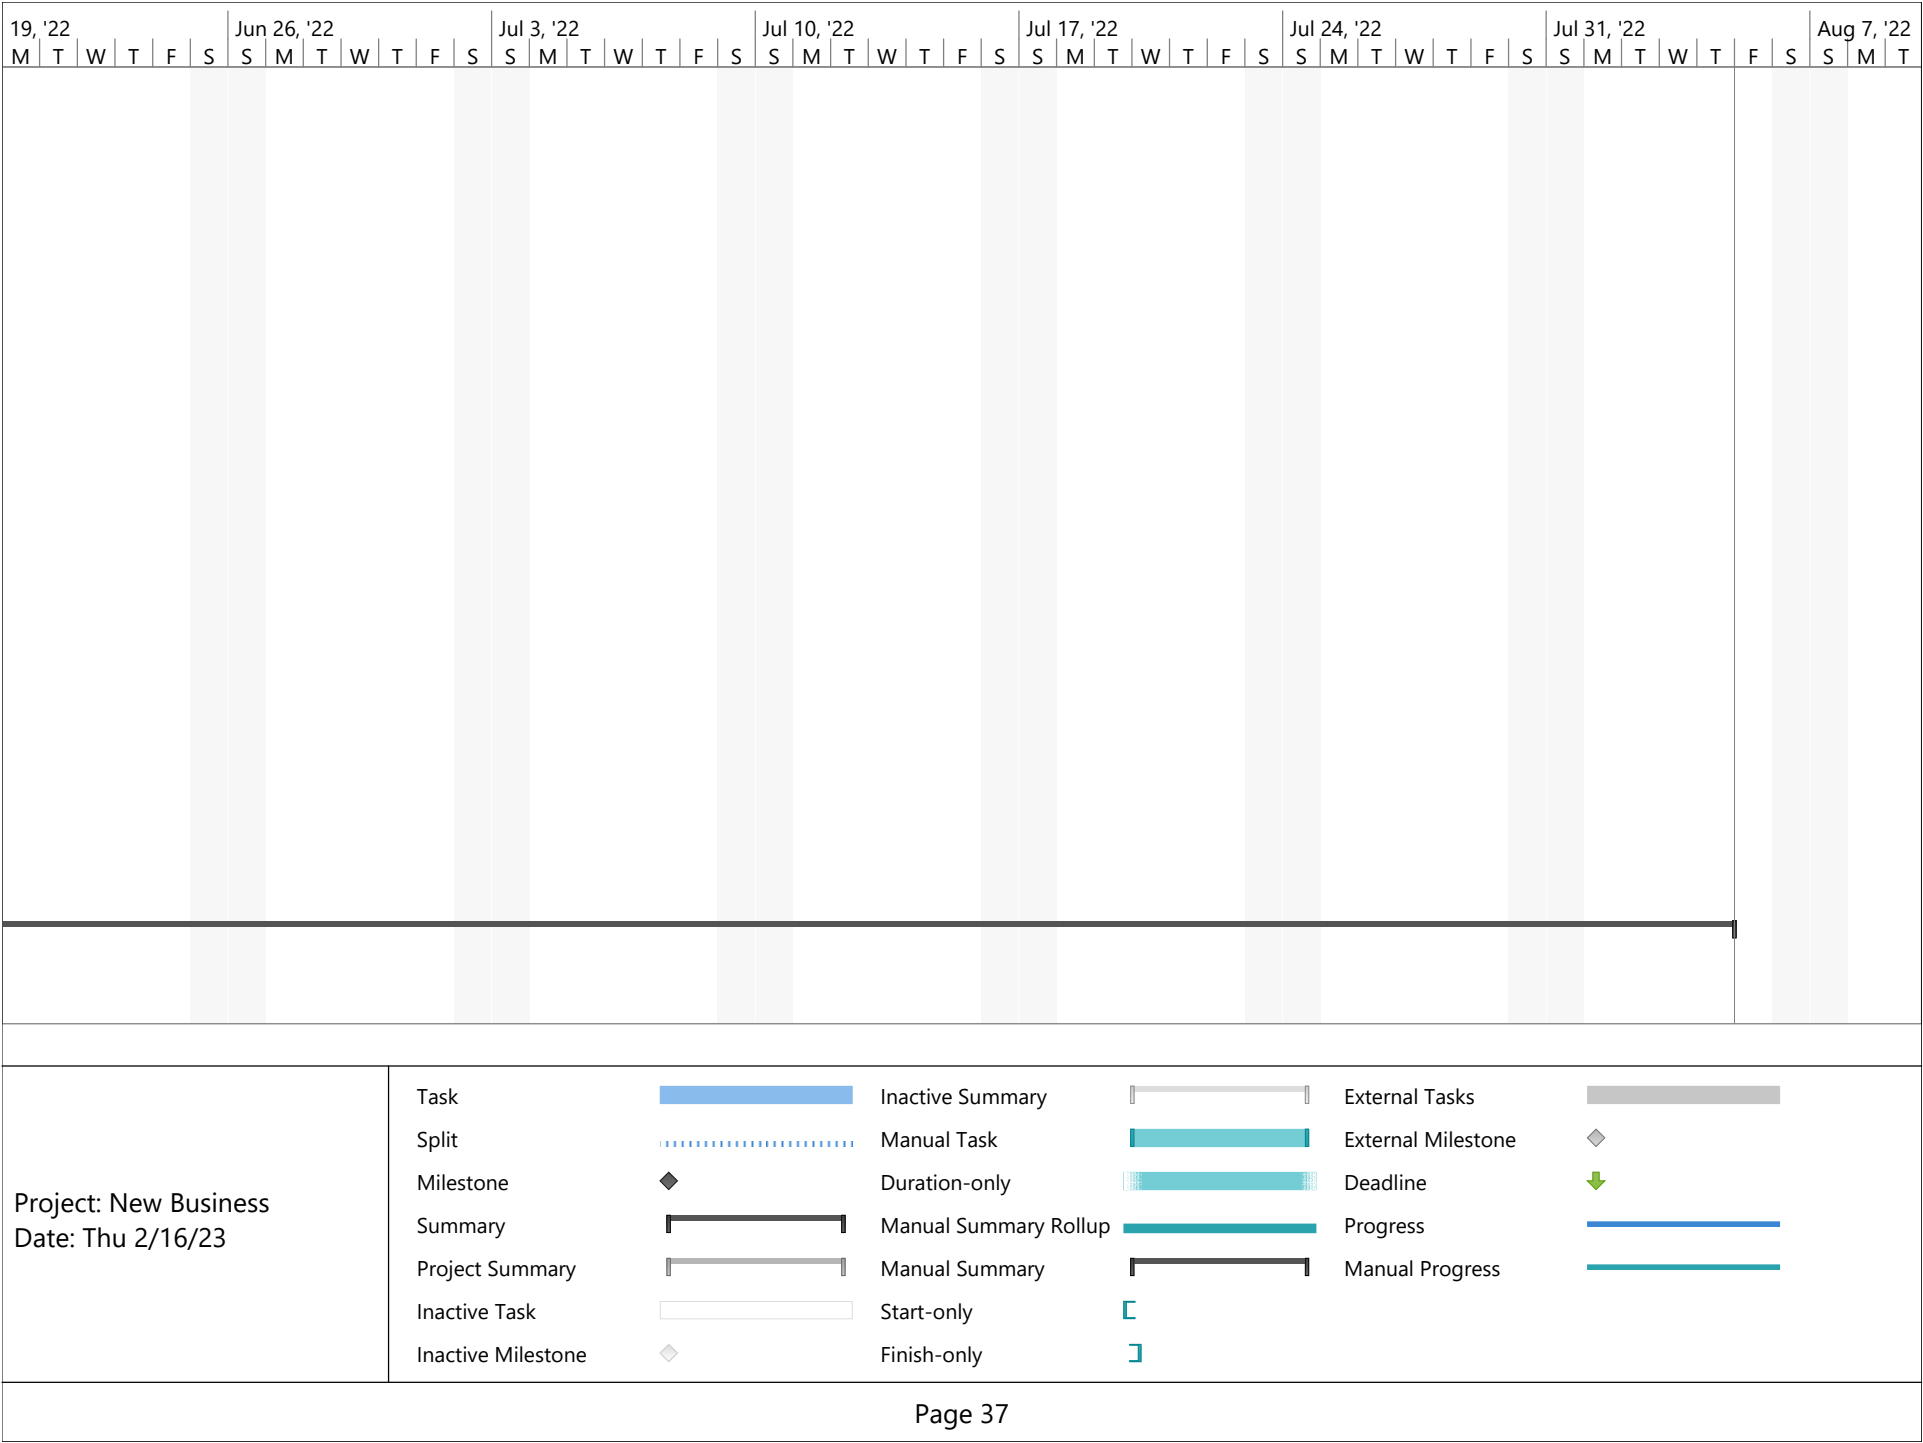 19, '22 Jun 26, '22 Jul 3, '22 Jul 10, '22 Jul 17, '22 Jul 24, '22 Jul 31, '22 Aug 7, '22
M T W T F S S M T W T F S S M T W T F S S M T W T F S S M T W T F S S M T W T F S S M T W T F S S M T
Project: New Business
Date: Thu 2/16/23
Task
Split
Milestone
Summary
Project Summary
Inactive Task
Inactive Milestone
Inactive Summary
Manual Task
Duration-only
Manual Summary Rollup
Manual Summary
Start-only
Finish-only
External Tasks
External Milestone
Deadline
Progress
Manual Progress
Page 37